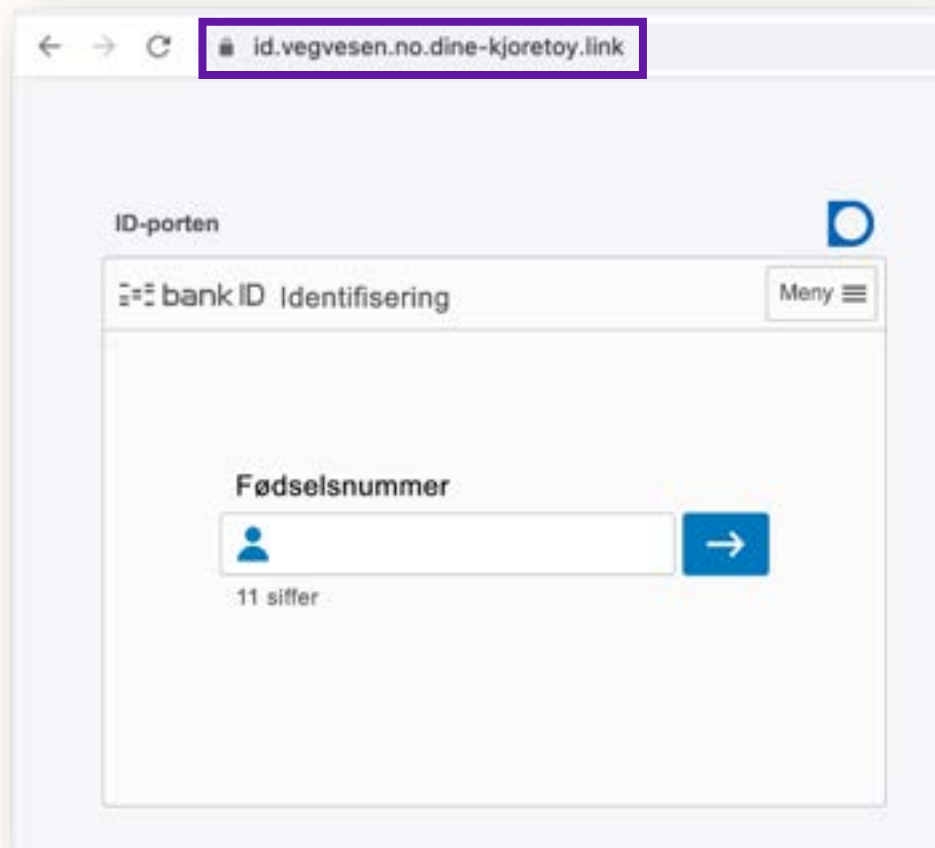 id.vegvesen.no.dine-kjoretoy.link
ID-porten
bank ID Identifisering
Meny
Fødselsnummer
11 siffer